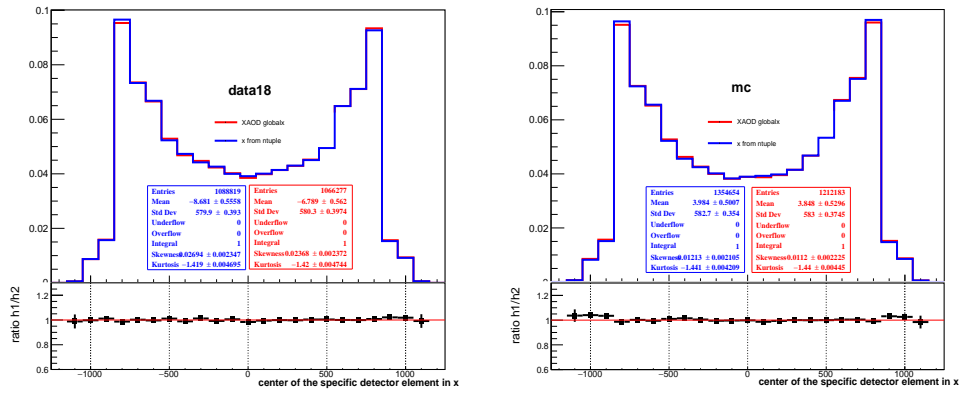 0.1
0.08
0.06
0.04
0.02
data18
XAOD globalx
x from ntuple
Entries 1088819
Mean −8.681 ± 0.5558
Std Dev 579.9 ± 0.393
Underflow 0
Overflow 0
Integral 1
Skewness 0.02694 ± 0.002347
Kurtosis −1.419 ± 0.004695
Entries 1066277
Mean −6.789 ± 0.562
Std Dev 580.3 ± 0.3974
Underflow 0
Overflow 0
Integral 1
Skewness 0.02368 ± 0.002372
Kurtosis −1.42 ± 0.004744
ratio h1/h2
1.2
1
0.8
0.6
−1000 −500 0 500 1000
center of the specific detector element in x
0.1
0.08
0.06
0.04
0.02
mc
XAOD globalx
x from ntuple
Entries 1354654
Mean 3.984 ± 0.5007
Std Dev 582.7 ± 0.354
Underflow 0
Overflow 0
Integral 1
Skewness 0.01213 ± 0.002105
Kurtosis −1.441 ± 0.004209
Entries 1212183
Mean 3.848 ± 0.5296
Std Dev 583 ± 0.3745
Underflow 0
Overflow 0
Integral 1
Skewness 0.0112 ± 0.002225
Kurtosis −1.44 ± 0.00445
ratio h1/h2
1.2
1
0.8
0.6
−1000 −500 0 500 1000
center of the specific detector element in x